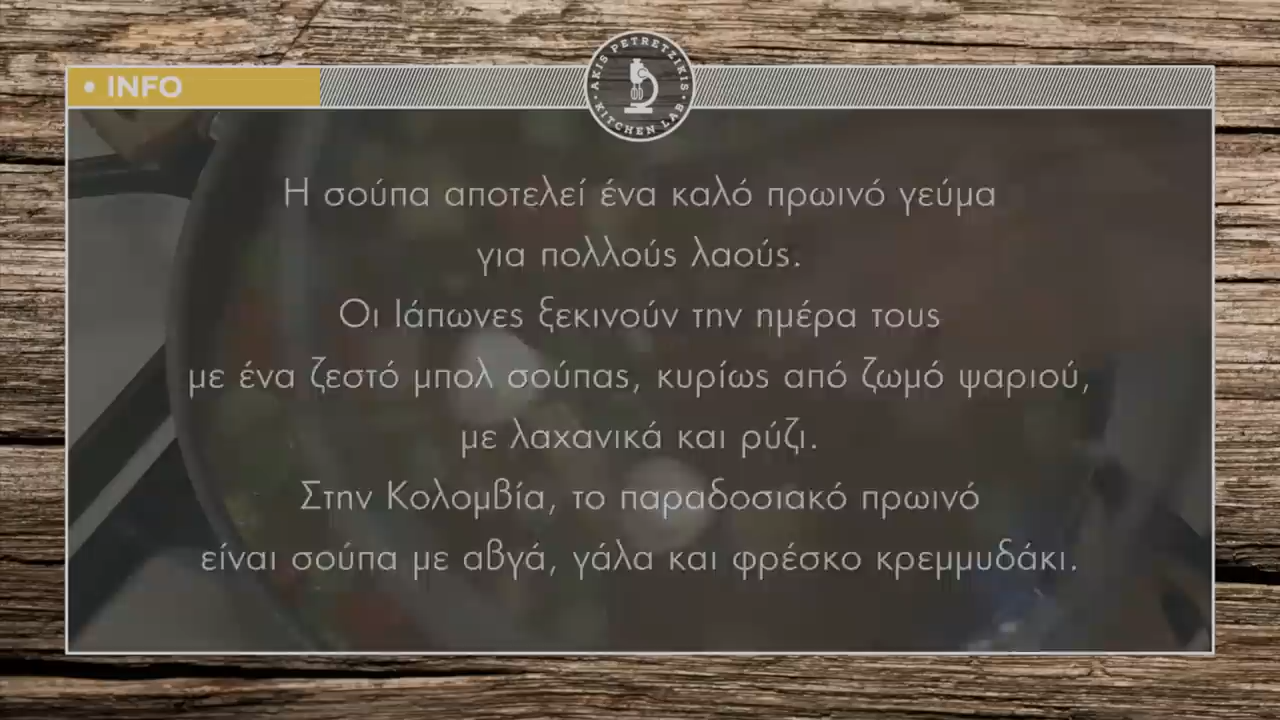 • INFO
AKIS PETRETZIKIS
• KITCHEN LAB •
Η σούπα αποτελεί ένα καλό πρωινό γεύμα
για πολλούς λαούς.
Οι Ιάπωνες ξεκινούν την ημέρα τους
με ένα ζεστό μπολ σούπας, κυρίως από ζωμό ψαριού,
με λαχανικά και ρύζι.
Στην Κολομβία, το παραδοσιακό πρωινό
είναι σούπα με αβγά, γάλα και φρέσκο κρεμμυδάκι.